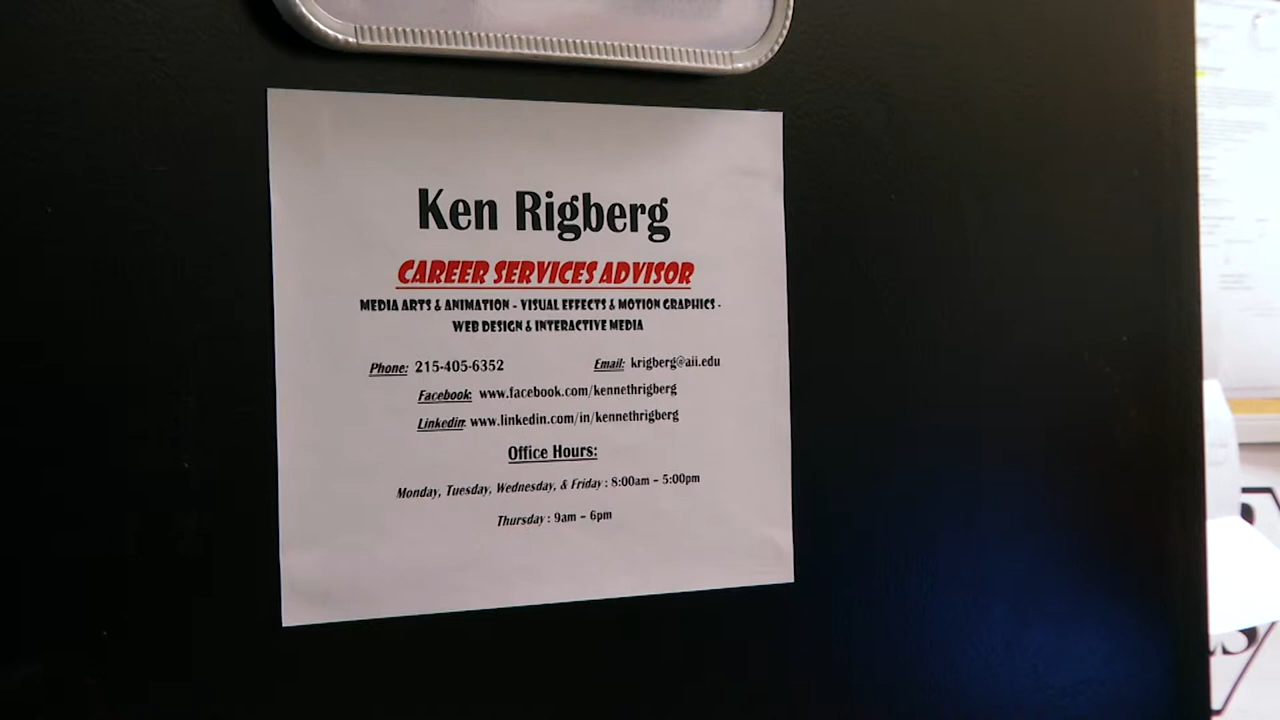 Ken Rigberg
CAREER SERVICES ADVISOR
MEDIA ARTS & ANIMATION - VISUAL EFFECTS & MOTION GRAPHICS -
WEB DESIGN & INTERACTIVE MEDIA
Phone: 215-405-6352 Email: krigberg@aii.edu
Facebook: www.facebook.com/kennethrigberg
Linkedin: www.linkedin.com/in/kennethrigberg
Office Hours:
Monday, Tuesday, Wednesday, & Friday : 8:00am - 5:00pm
Thursday : 9am - 6pm